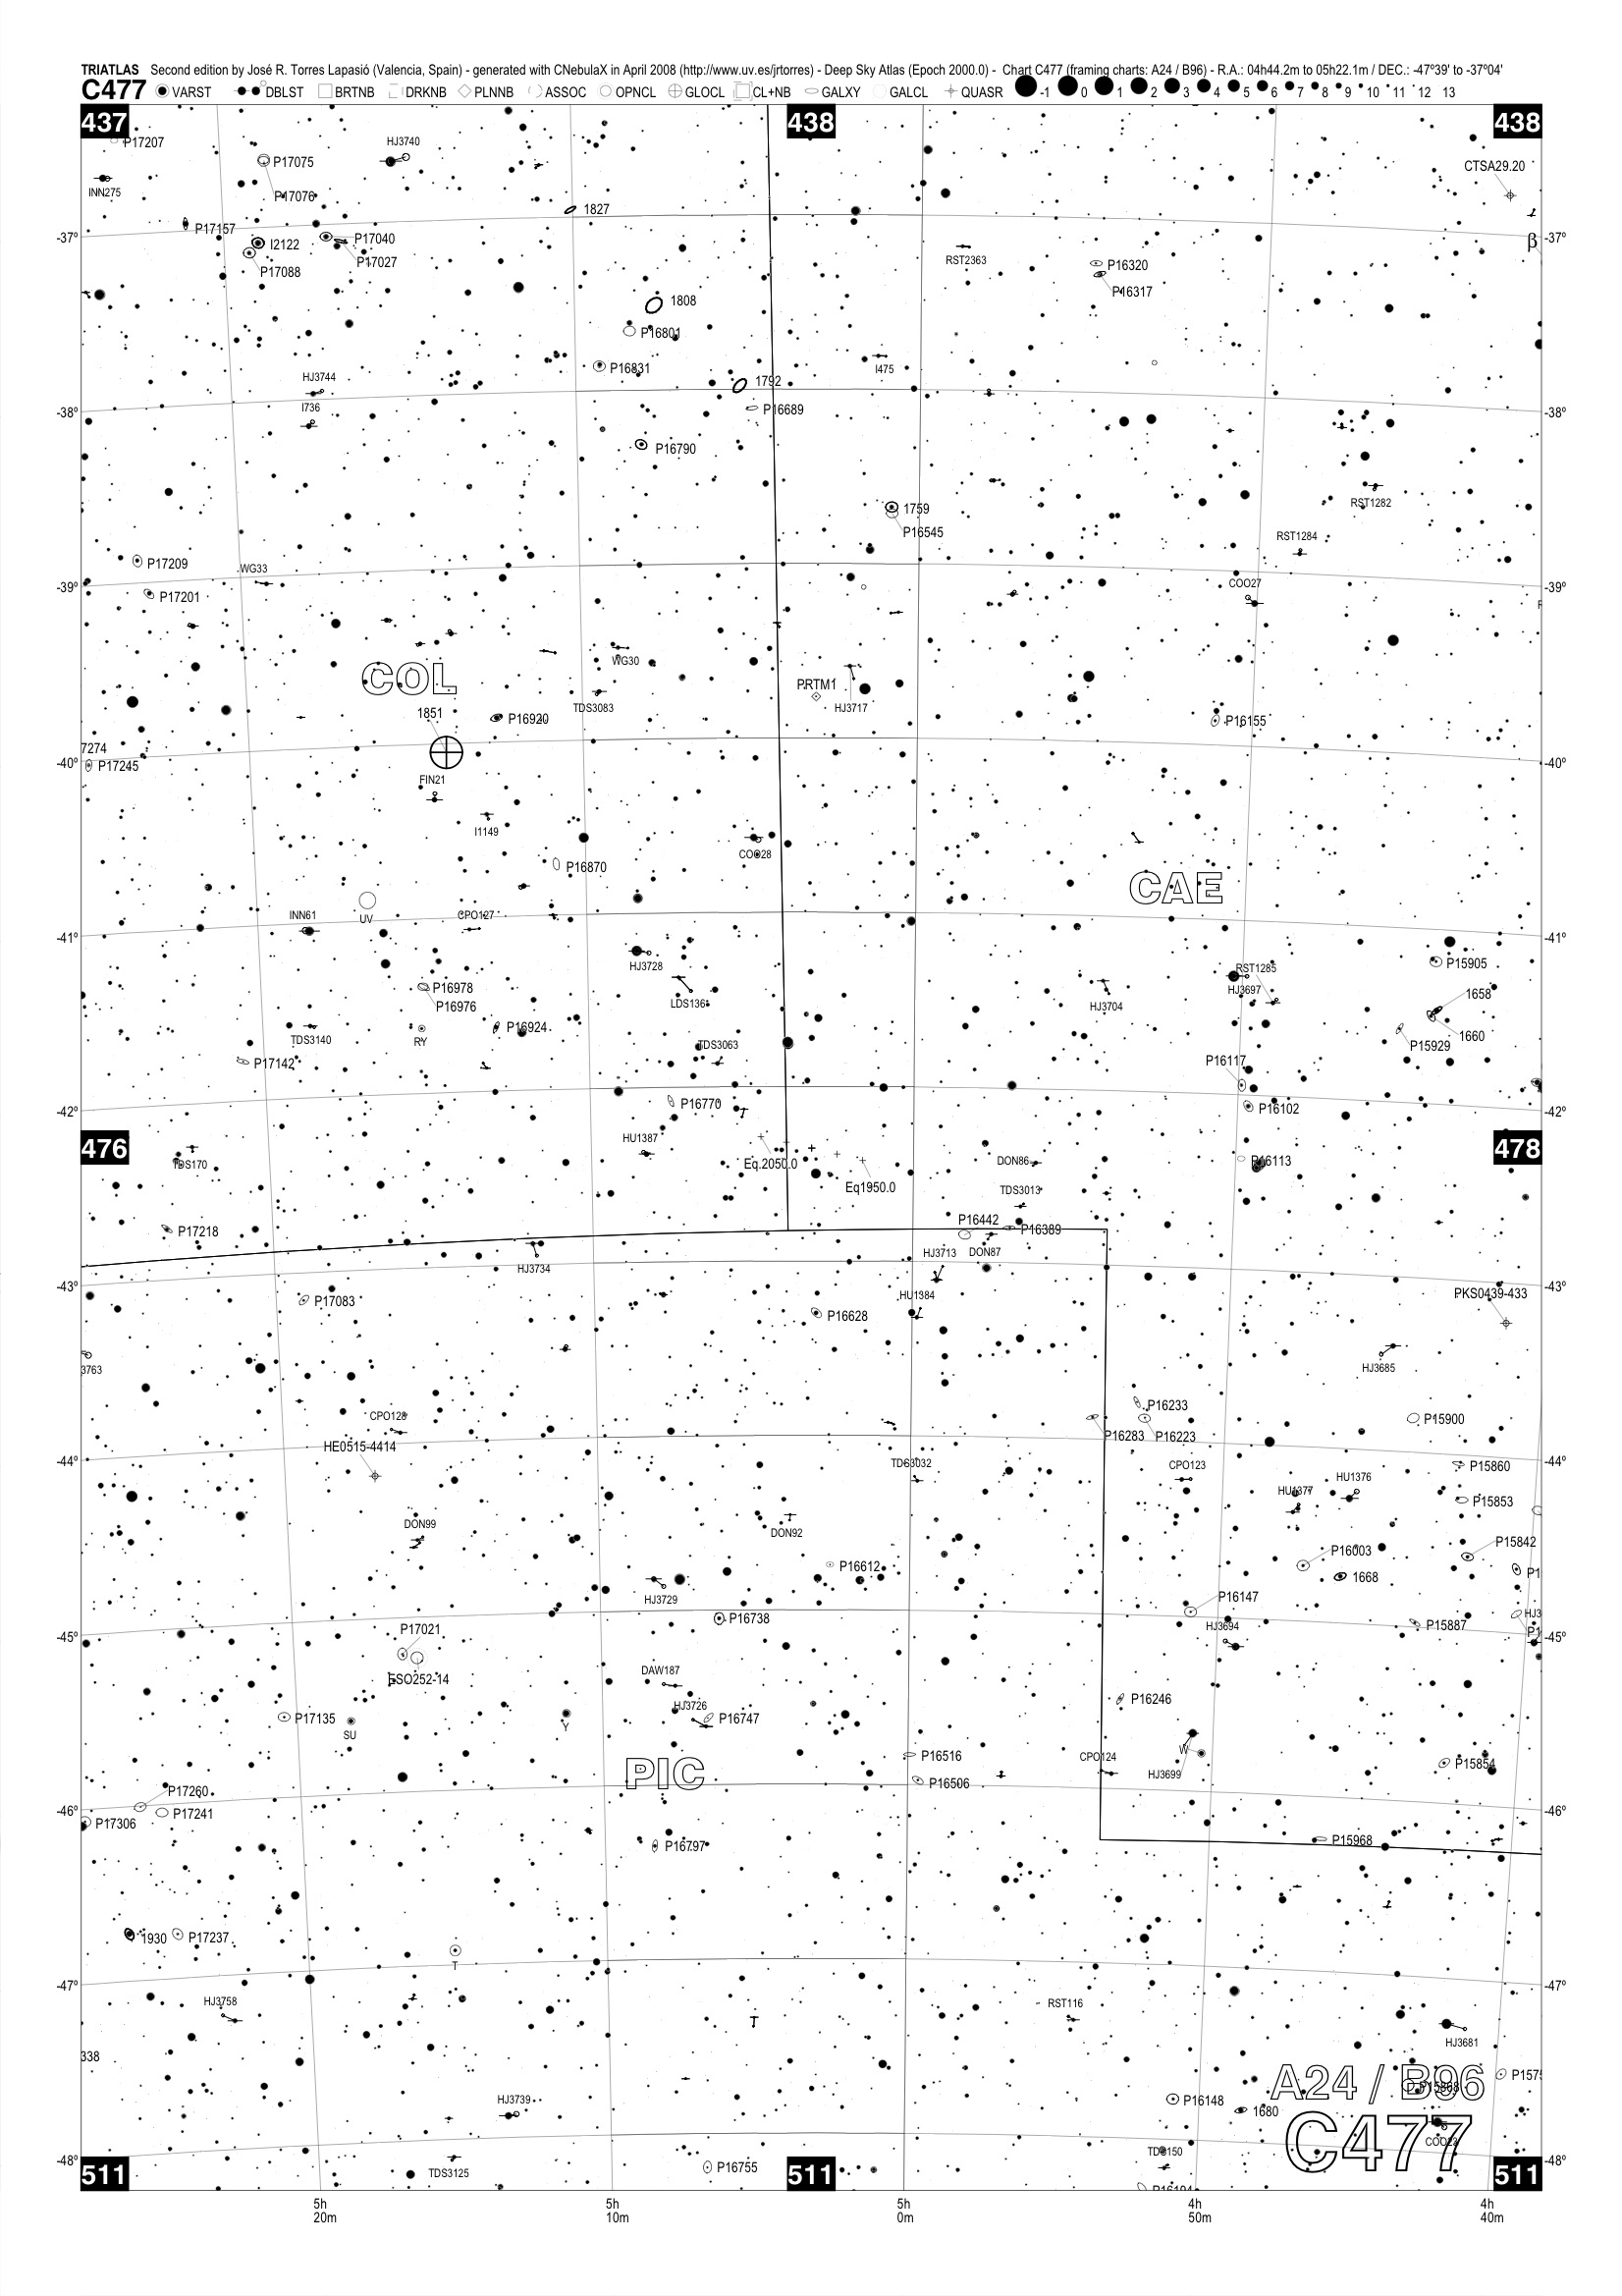 TRIATLAS Second edition by José R. Torres Lapasió (Valencia, Spain) - generated with CNebulaX in April 2008 (http://www.uv.es/jrtorres) - Deep Sky Atlas (Epoch 2000.0) - Chart C477 (framing charts: A24 / B96) - R.A.: 04h44.2m to 05h22.1m / DEC.: -47º39' to -37º04'
C477 VARST DBLST BRTNB DRKNB PLNNB ASSOC OPNCL GLOCL CL+NB GALXY GALCL QUASR -1 0 1 2 3 4 5 6 7 8 9 10 11 12 13
437 438 438
P17207
HJ3740
P17075
CTSA29.20
INN275
P17076
1827
P17157
-37º
P17040
-37º
β
I2122
RST2363
P17027
P16320
P17088
P16317
1808
P16801
I475
P16831
HJ3744
1792
I736
P16689
-38º
-38º
P16790
RST1282
1759
P16545
RST1284
P17209
WG33
COO27
-39º
-39º
P17201
WG30
COL
PRTM1
TDS3083
HJ3717
1851
P16920
P16155
7274
-40º
P17245
-40º
FIN21
I1149
COO28
P16870
CAE
INN61
UV
CPO127
-41º
-41º
HJ3728
RST1285
P15905
P16978
HJ3697
1658
P16976
LDS1361
HJ3704
P16924
1660
TDS3140
RY
TDS3063
P15929
P17142
P16117
P16770
P16102
-42º
-42º
476
HU1387
478
Eq.2050.0
DON86
P16113
TDS170
Eq1950.0
TDS3013
P16442
P17218
P16389
HJ3713
DON87
HJ3734
-43º
-43º
HU1384
PKS0439-433
P17083
P16628
3763
HJ3685
P16233
CPO128
P15900
P16283
P16223
HE0515-4414
-44º
-44º
TDS3032
CPO123
P15860
HU1376
HU1377
P15853
DON99
DON92
P15842
P16003
P16612
1668
HJ3729
P16147
P16738
P15887
HJ3694
P17021
-45º
-45º
ESO252-14
DAW187
P16246
HJ3726
P17135
P16747
SU
Y
W
P16516
CPO124
P15854
PIC
HJ3699
P17260
P16506
-46º
-46º
P17241
P17306
P15968
P16797
1930
P17237
T
-47º
-47º
HJ3758
RST116
HJ3681
338
A24 / B96
P15868
HJ3739
P16148
1680
C477
-48º
TDS3125
P16755
-48º
511 511 511
5h 5h 5h 4h 4h
20m 10m 0m 50m 40m